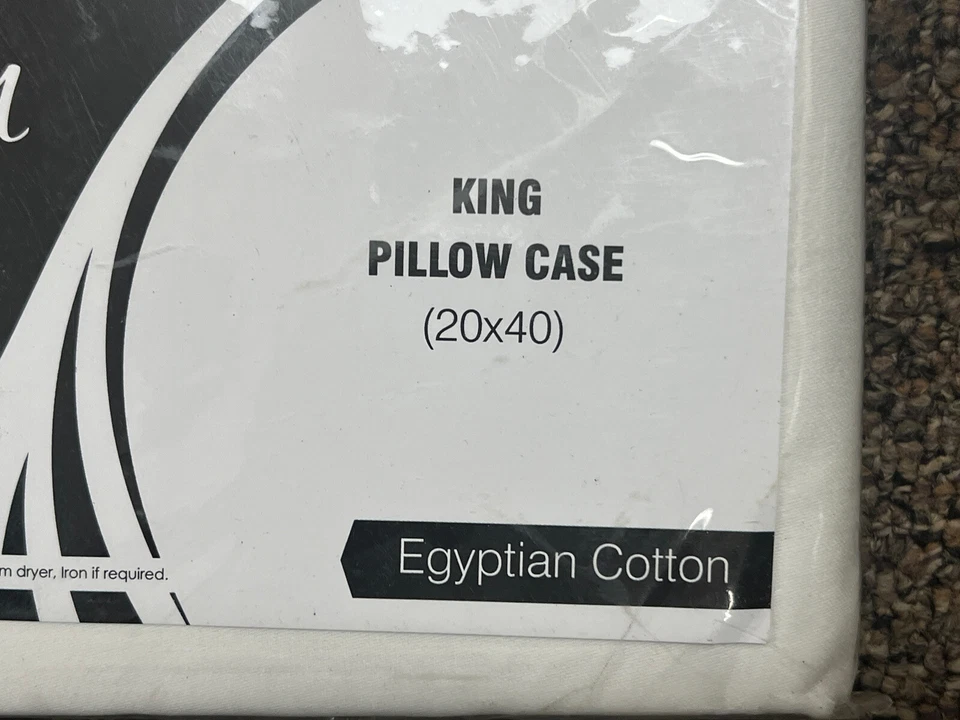 KING
PILLOW CASE
(20x40)
Egyptian Cotton
dryer, Iron if required.